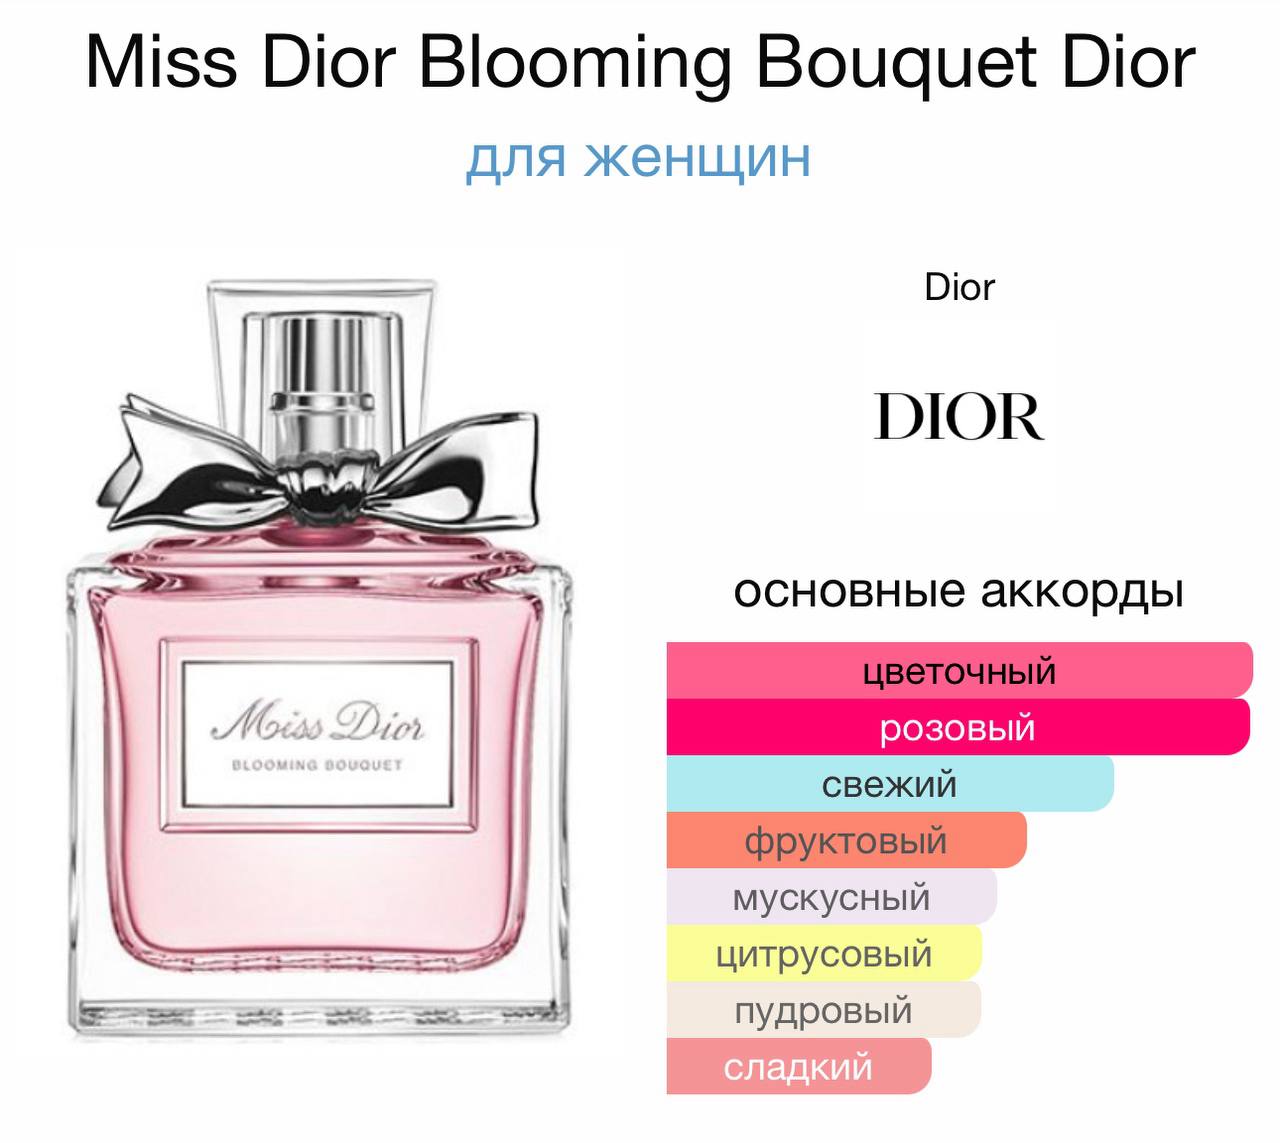 Miss Dior Blooming Bouquet Dior
для женщин
Dior
DIOR
основные аккорды
цветочный
розовый
свежий
фруктовый
мускусный
цитрусовый
пудровый
сладкий
Miss Dior
BLOOMING BOUQUET